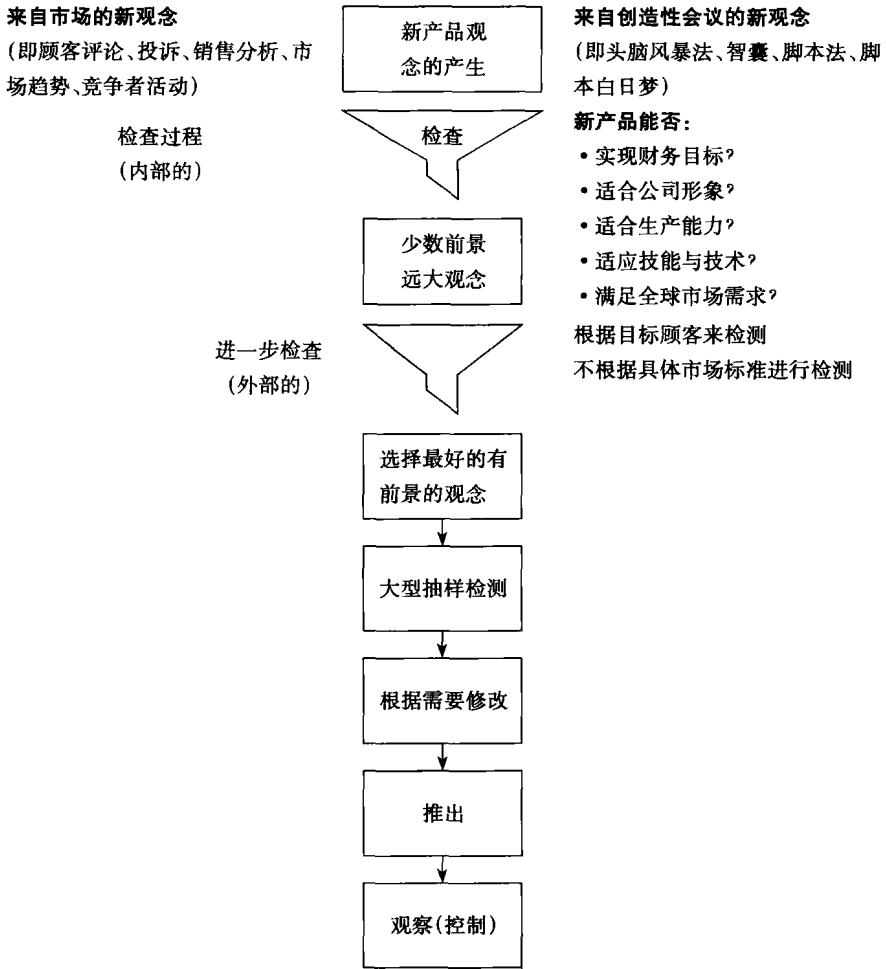 来自市场的新观念
(即顾客评论、投诉、销售分析、市
场趋势、竞争者活动)
新产品观
念的产生
来自创造性会议的新观念
(即头脑风暴法、智囊、脚本法、脚
本白日梦)
检查过程
(内部的)
检查
新产品能否:
•实现财务目标?
•适合公司形象?
•适合生产能力?
•适应技能与技术?
•满足全球市场需求?
少数前景
远大观念
进一步检查
(外部的)
根据目标顾客来检测
不根据具体市场标准进行检测
选择最好的有
前景的观念
大型抽样检测
根据需要修改
推出
观察(控制)